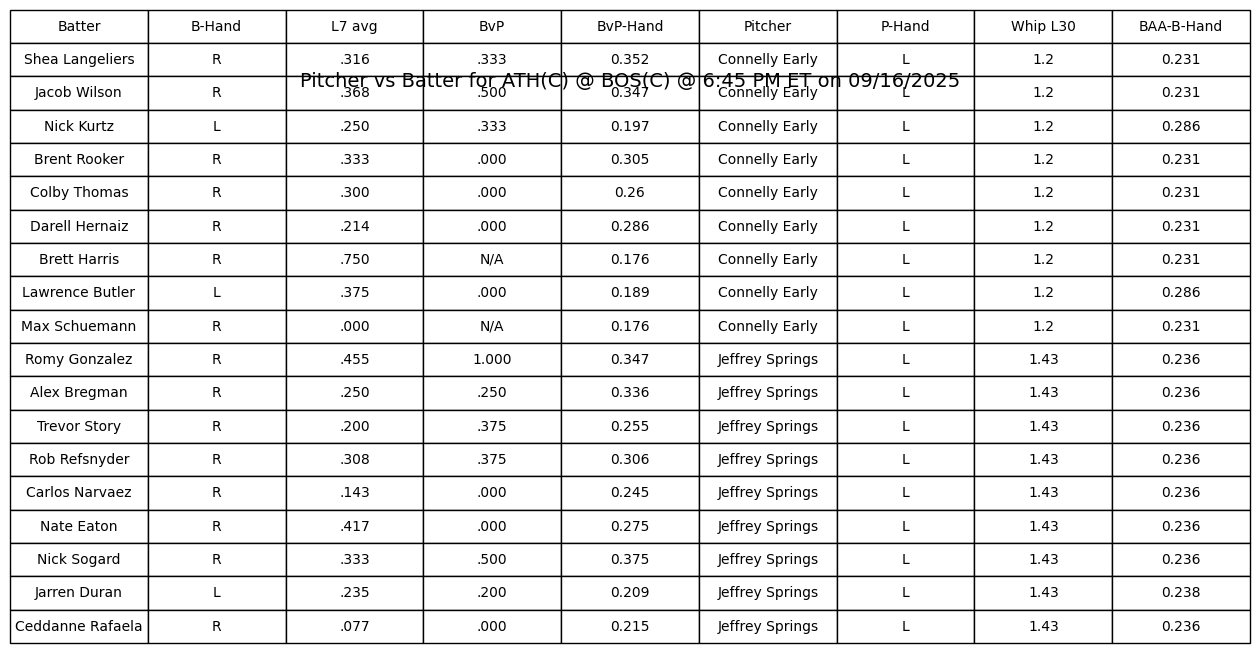 Batter B-Hand L7 avg BvP BvP-Hand Pitcher P-Hand Whip L30 BAA-B-Hand
Shea Langeliers R .316 .333 0.352 Connelly Early L 1.2 0.231
Pitcher vs Batter for ATH(C) @ BOS(C) @ 6:45 PM ET on 09/16/2025
Jacob Wilson R .368 .500 0.347 Connelly Early L 1.2 0.231
Nick Kurtz L .250 .333 0.197 Connelly Early L 1.2 0.286
Brent Rooker R .333 .000 0.305 Connelly Early L 1.2 0.231
Colby Thomas R .300 .000 0.26 Connelly Early L 1.2 0.231
Darell Hernaiz R .214 .000 0.286 Connelly Early L 1.2 0.231
Brett Harris R .750 N/A 0.176 Connelly Early L 1.2 0.231
Lawrence Butler L .375 .000 0.189 Connelly Early L 1.2 0.286
Max Schuemann R .000 N/A 0.176 Connelly Early L 1.2 0.231
Romy Gonzalez R .455 1.000 0.347 Jeffrey Springs L 1.43 0.236
Alex Bregman R .250 .250 0.336 Jeffrey Springs L 1.43 0.236
Trevor Story R .200 .375 0.255 Jeffrey Springs L 1.43 0.236
Rob Refsnyder R .308 .375 0.306 Jeffrey Springs L 1.43 0.236
Carlos Narvaez R .143 .000 0.245 Jeffrey Springs L 1.43 0.236
Nate Eaton R .417 .000 0.275 Jeffrey Springs L 1.43 0.236
Nick Sogard R .333 .500 0.375 Jeffrey Springs L 1.43 0.236
Jarren Duran L .235 .200 0.209 Jeffrey Springs L 1.43 0.238
Ceddanne Rafaela R .077 .000 0.215 Jeffrey Springs L 1.43 0.236